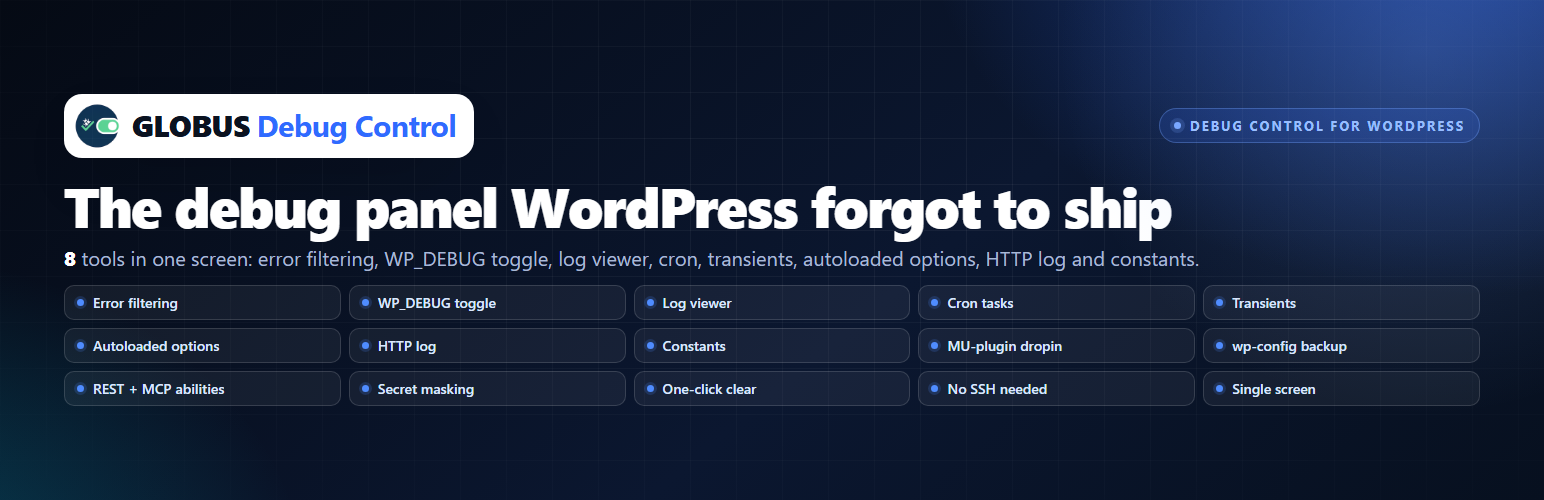 GLOBUS Debug Control
DEBUG CONTROL FOR WORDPRESS
The debug panel WordPress forgot to ship
8 tools in one screen: error filtering, WP_DEBUG toggle, log viewer, cron, transients, autoloaded options, HTTP log and constants.
Error filtering
WP_DEBUG toggle
Log viewer
Cron tasks
Transients
Autoloaded options
HTTP log
Constants
MU-plugin dropin
wp-config backup
REST + MCP abilities
Secret masking
One-click clear
No SSH needed
Single screen